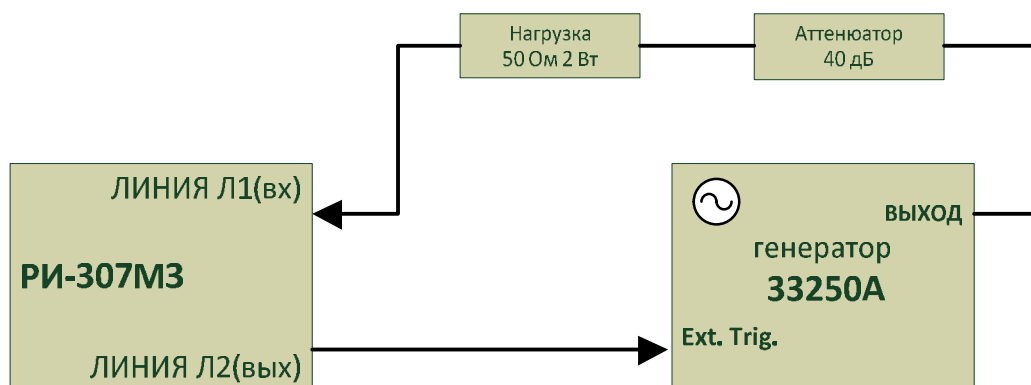 Нагрузка
50 Ом 2 Вт
Аттенюатор
40 дБ
ЛИНИЯ Л1(вх)
РИ-307М3
ЛИНИЯ Л2(вых)
ВЫХОД
генератор
33250А
Ext. Trig.